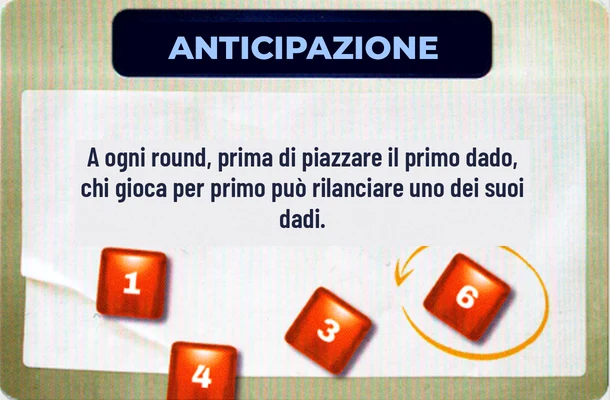 ANTICIPAZIONE
A ogni round, prima di piazzare il primo dado,
chi gioca per primo può rilanciare uno dei suoi
dadi.
1
3
6
4